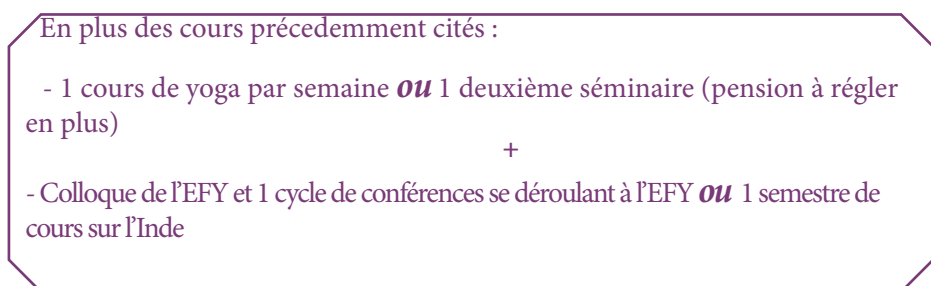 En plus des cours précedemment cités :
- 1 cours de yoga par semaine ou 1 deuxième séminaire (pension à régler
en plus)
+
- Colloque de l'EFY et 1 cycle de conférences se déroulant à l'EFY ou 1 semestre de
cours sur l'Inde